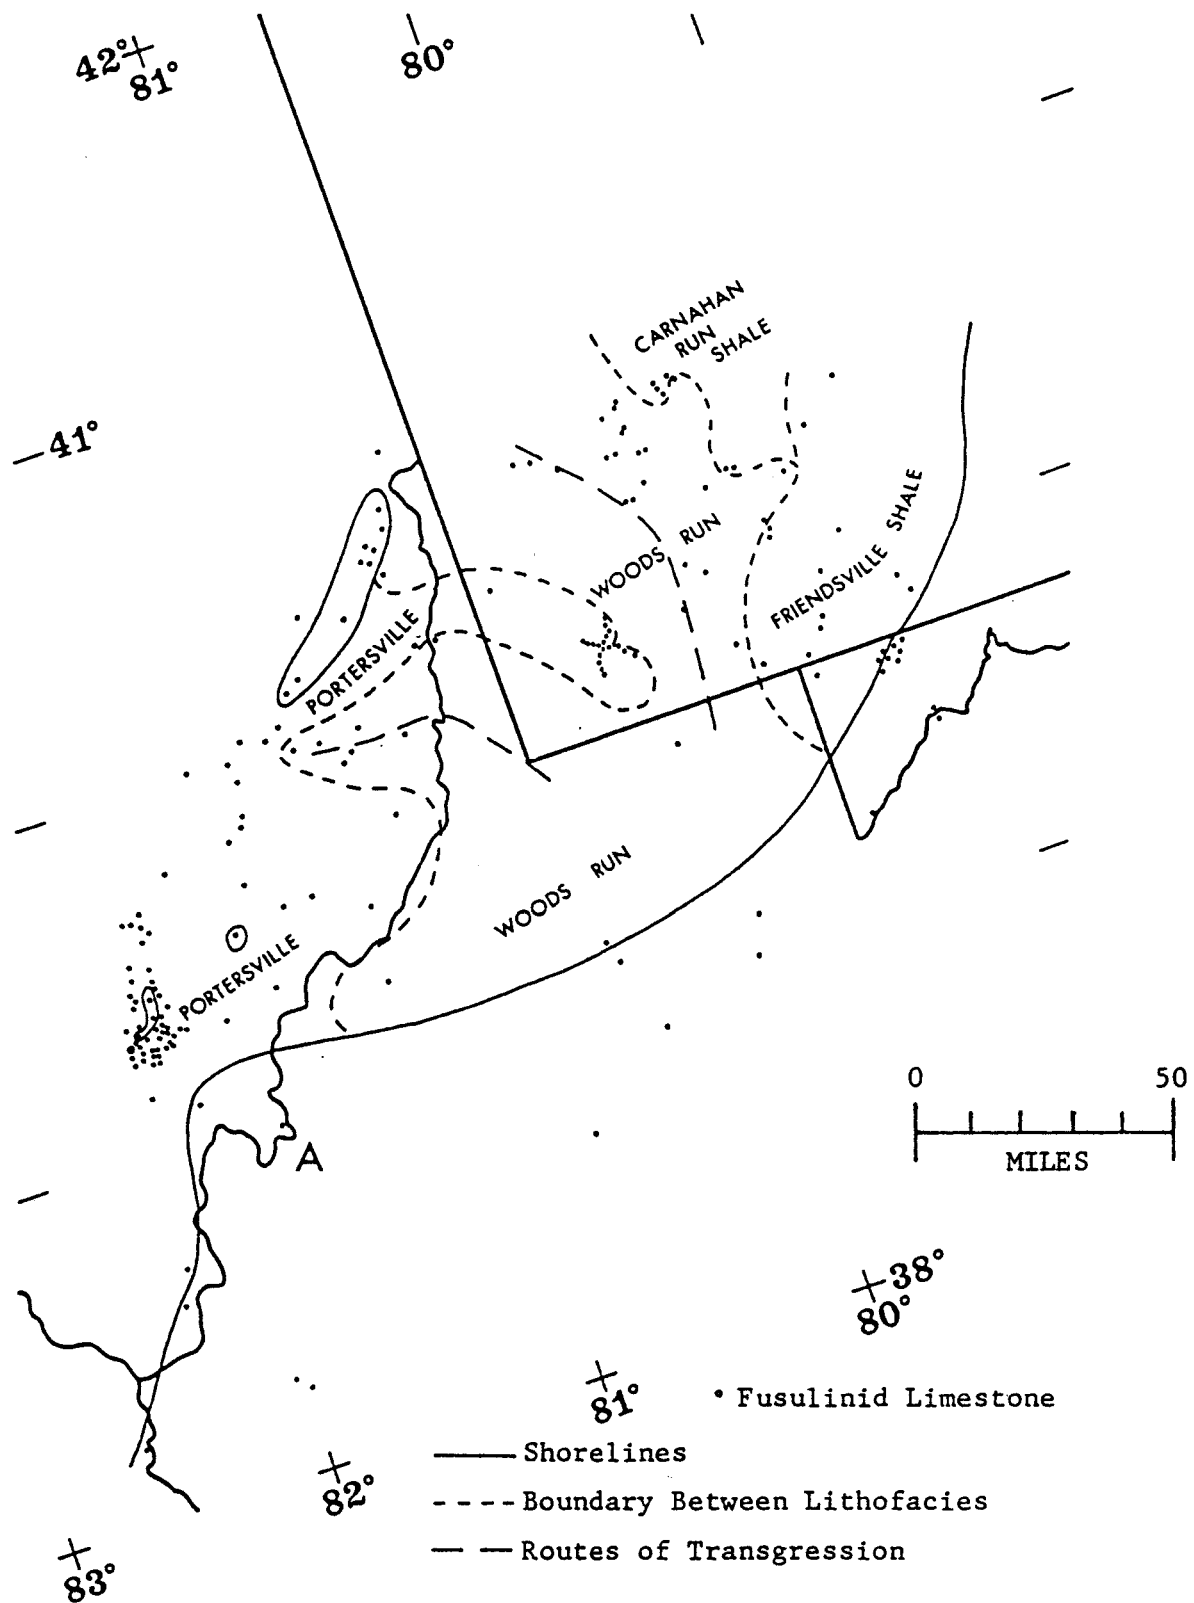 42°
81°
80°
CARNAHAN
RUN
SHALE
41°
WOODS RUN
FRIENDSVILLE SHALE
PORTERSVILLE
WOODS RUN
PORTERSVILLE
0 50
MILES
A
38°
80°
81°
82°
83°
• Fusulinid Limestone
Shorelines
Boundary Between Lithofacies
Routes of Transgression